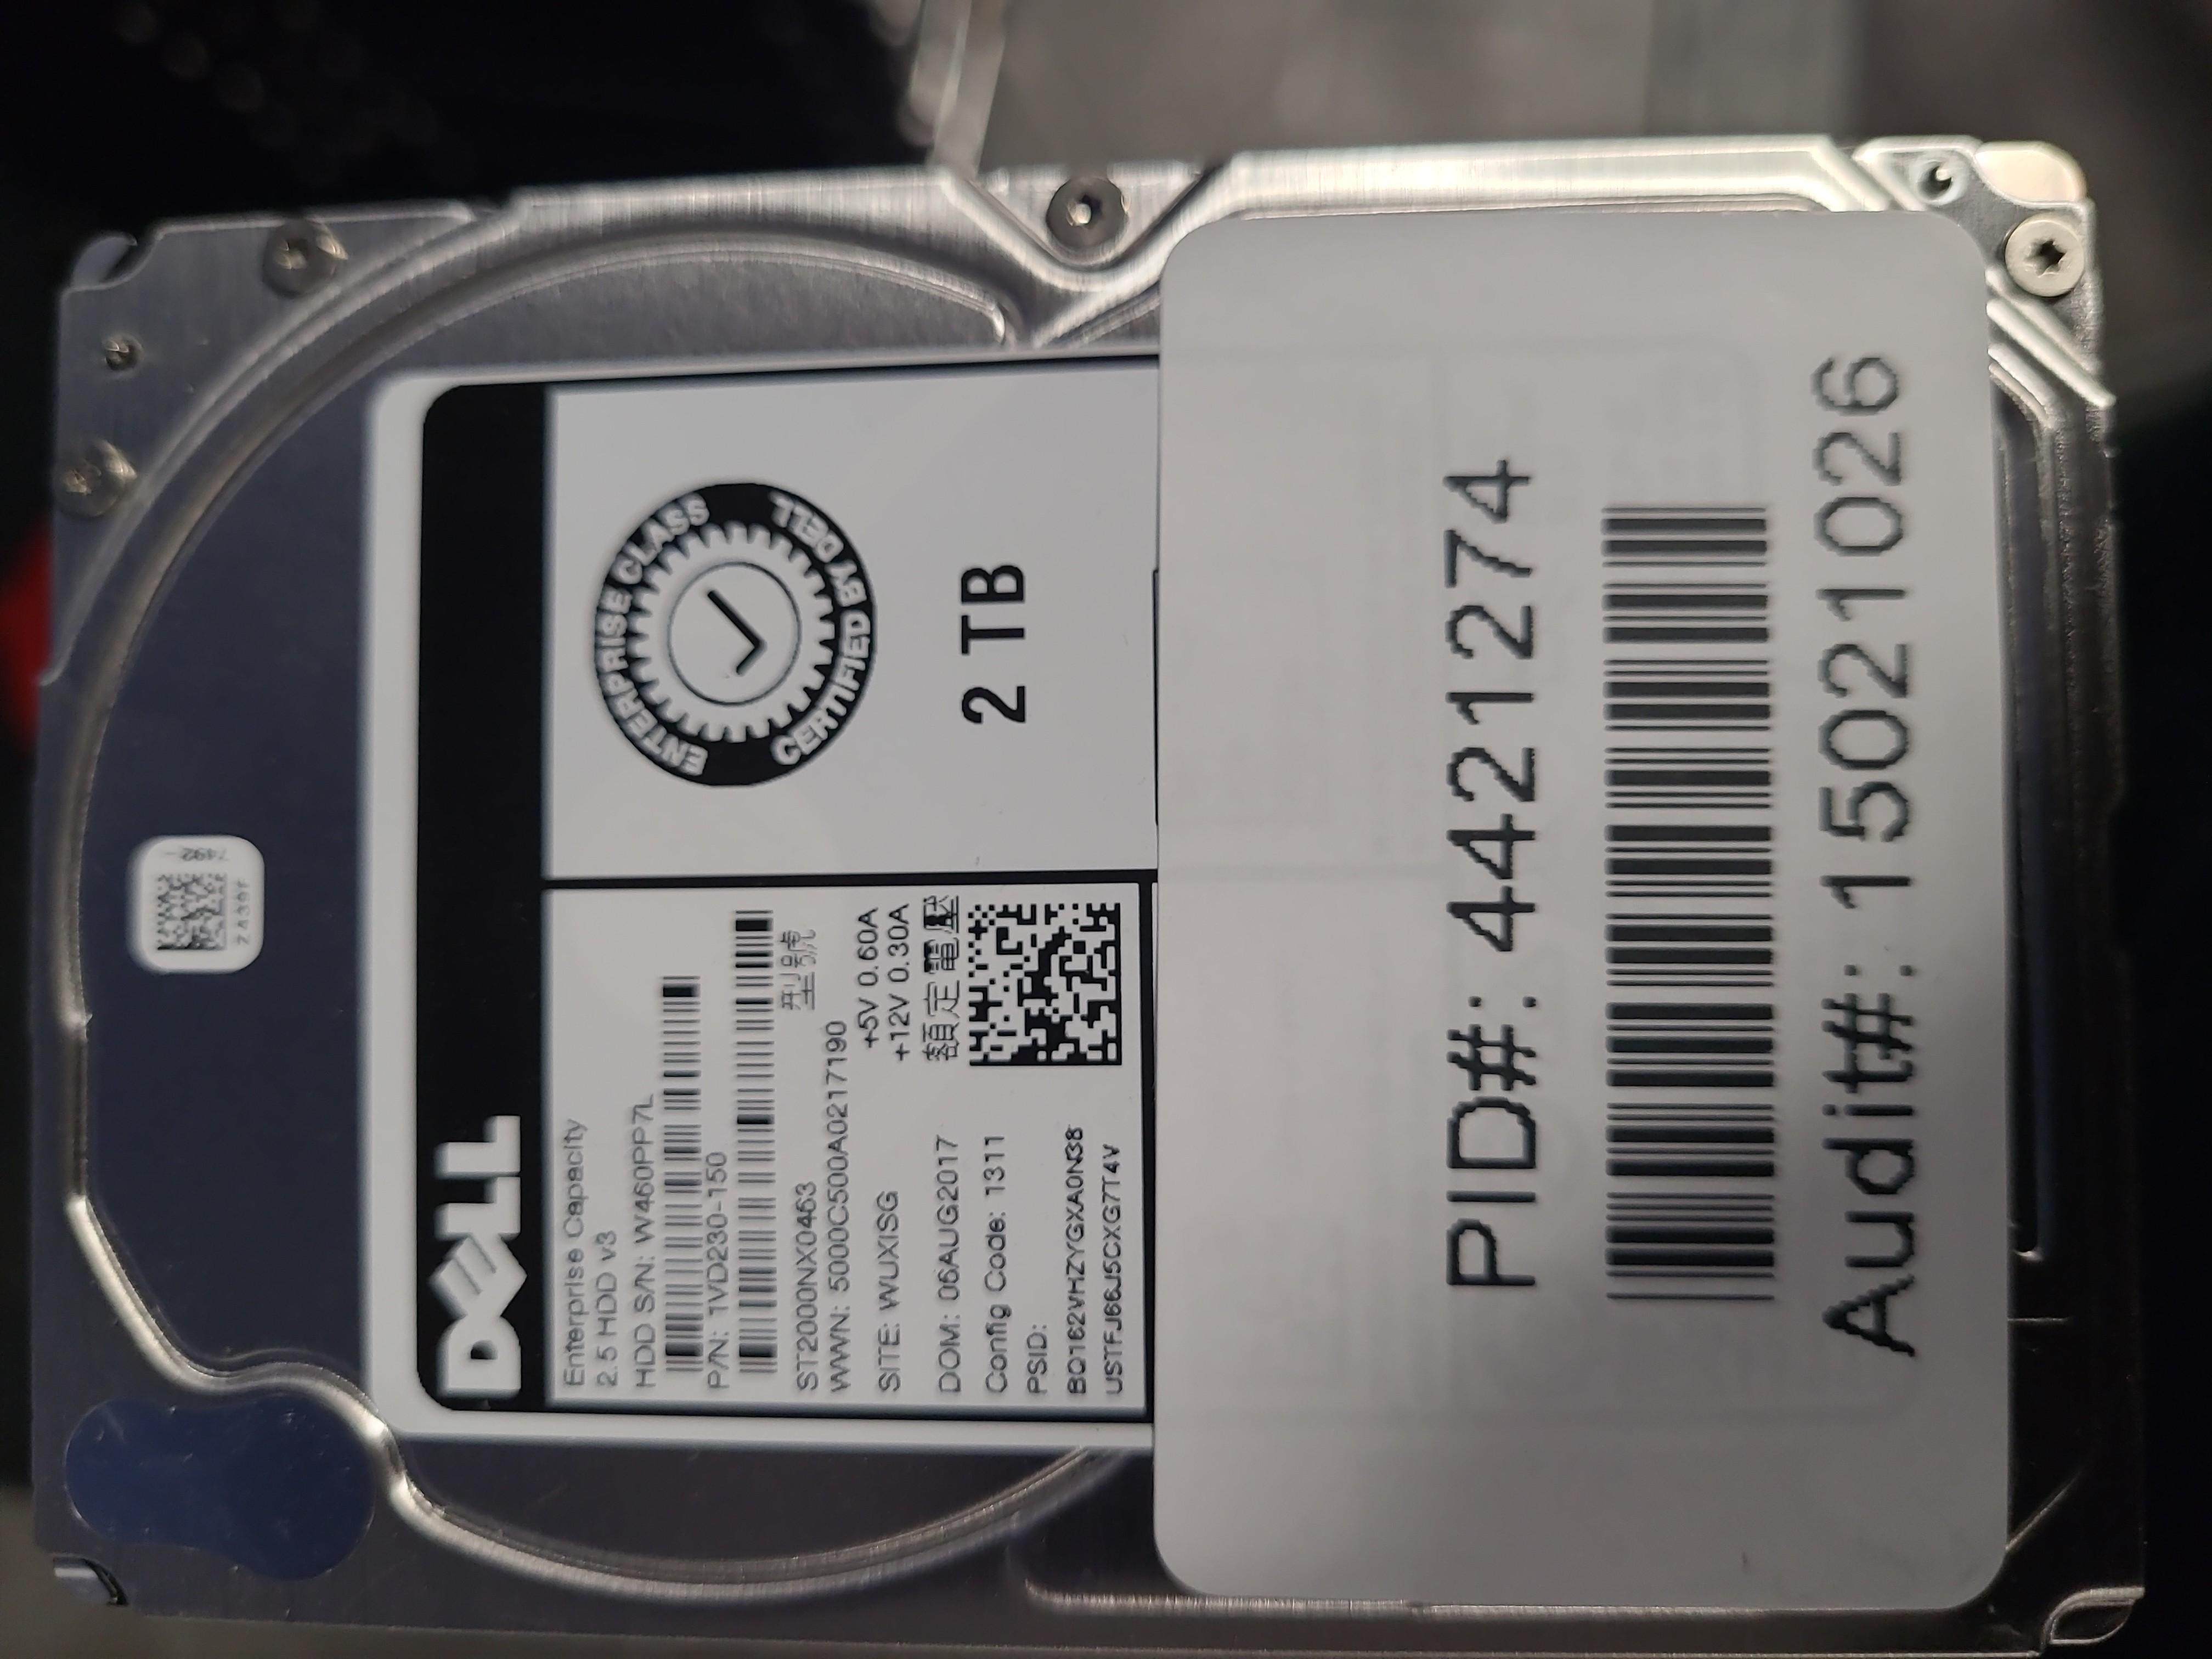 7492-
Z439F
DELL
Enterprise Capacity
2.5 HDD v3
HDD S/N: W460PP7L
P/N: 1VD230-150
ST2000NX0463 型號
WWN: 5000C500A0217190
+5V 0.60A
SITE: WUXISG
+12V 0.30A
DOM: 06AUG2017 額定電壓
Config Code: 1311
PSID:
BQ162VHZYGXA0N38
USTFJ66J5CXG7T4V
ENTERPRISE CLASS
CERTIFIED BY DELL
2 TB
PID#: 4421274
Audit#: 15021026